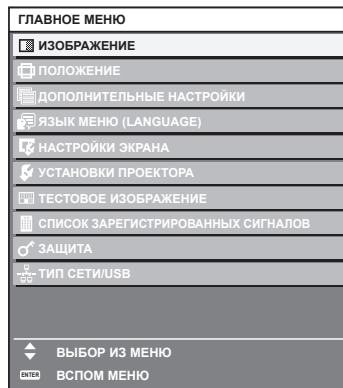 ГЛАВНОЕ МЕНЮ
ИЗОБРАЖЕНИЕ
ПОЛОЖЕНИЕ
ДОПОЛНИТЕЛЬНЫЕ НАСТРОЙКИ
ЯЗЫК МЕНЮ (LANGUAGE)
НАСТРОЙКИ ЭКРАНА
УСТАНОВКИ ПРОЕКТОРА
ТЕСТОВОЕ ИЗОБРАЖЕНИЕ
СПИСОК ЗАРЕГИСТРИРОВАННЫХ СИГНАЛОВ
ЗАЩИТА
ТИП СЕТИ/USB
ВЫБОР ИЗ МЕНЮ
ENTER ВСПОМ МЕНЮ